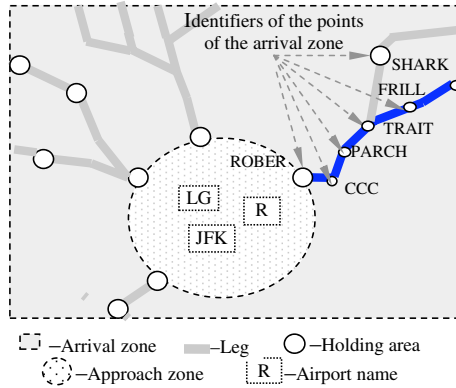 Identifiers of the points
of the arrival zone
SHARK
FRILL
TRAIT
PARCH
ROBER
CCC
LG
R
JFK
–Arrival zone
–Leg
–Holding area
–Approach zone
R
–Airport name